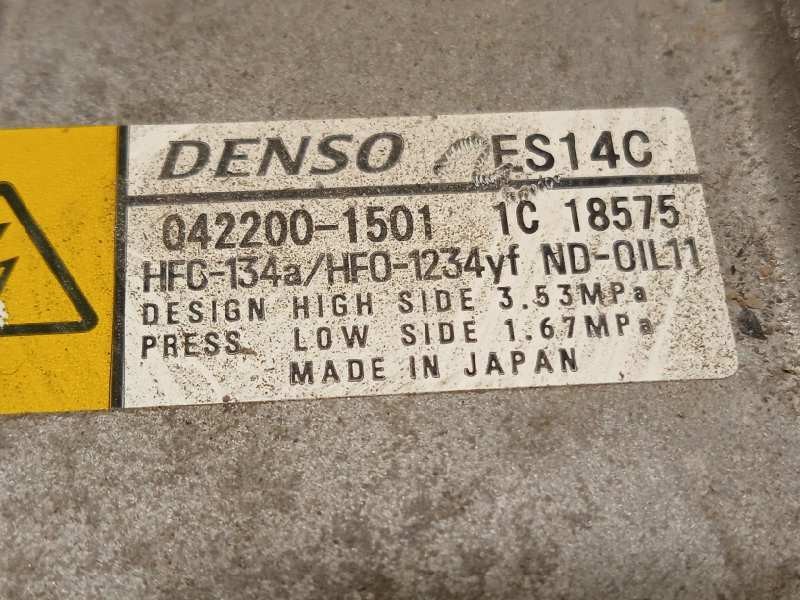 DENSO ES14C
042200-1501 1C 18575
HFC-134a/HFO-1234yf ND-OIL11
DESIGN HIGH SIDE 3.53MPa
PRESS. LOW SIDE 1.67MPa
MADE IN JAPAN